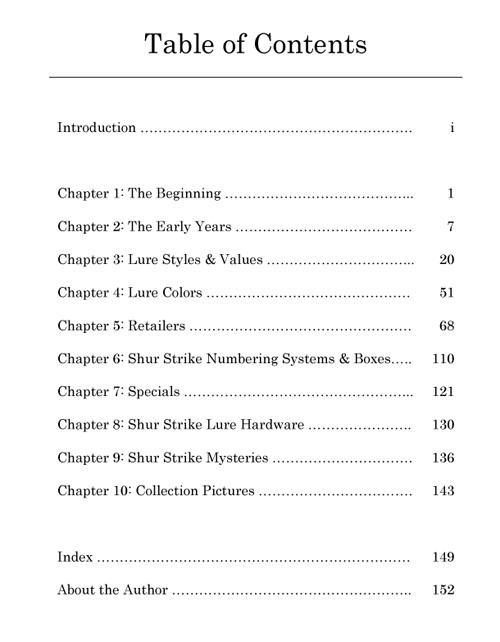 Table of Contents
Introduction …………………………………………………… i
Chapter 1: The Beginning ………………………………….. 1
Chapter 2: The Early Years ………………………………… 7
Chapter 3: Lure Styles & Values ………………………….. 20
Chapter 4: Lure Colors ……………………………………… 51
Chapter 5: Retailers ………………………………………… 68
Chapter 6: Shur Strike Numbering Systems & Boxes….. 110
Chapter 7: Specials ………………………………………….. 121
Chapter 8: Shur Strike Lure Hardware …………………. 130
Chapter 9: Shur Strike Mysteries …………………………. 136
Chapter 10: Collection Pictures …………………………… 143
Index …………………………………………………………… 149
About the Author …………………………………………….. 152